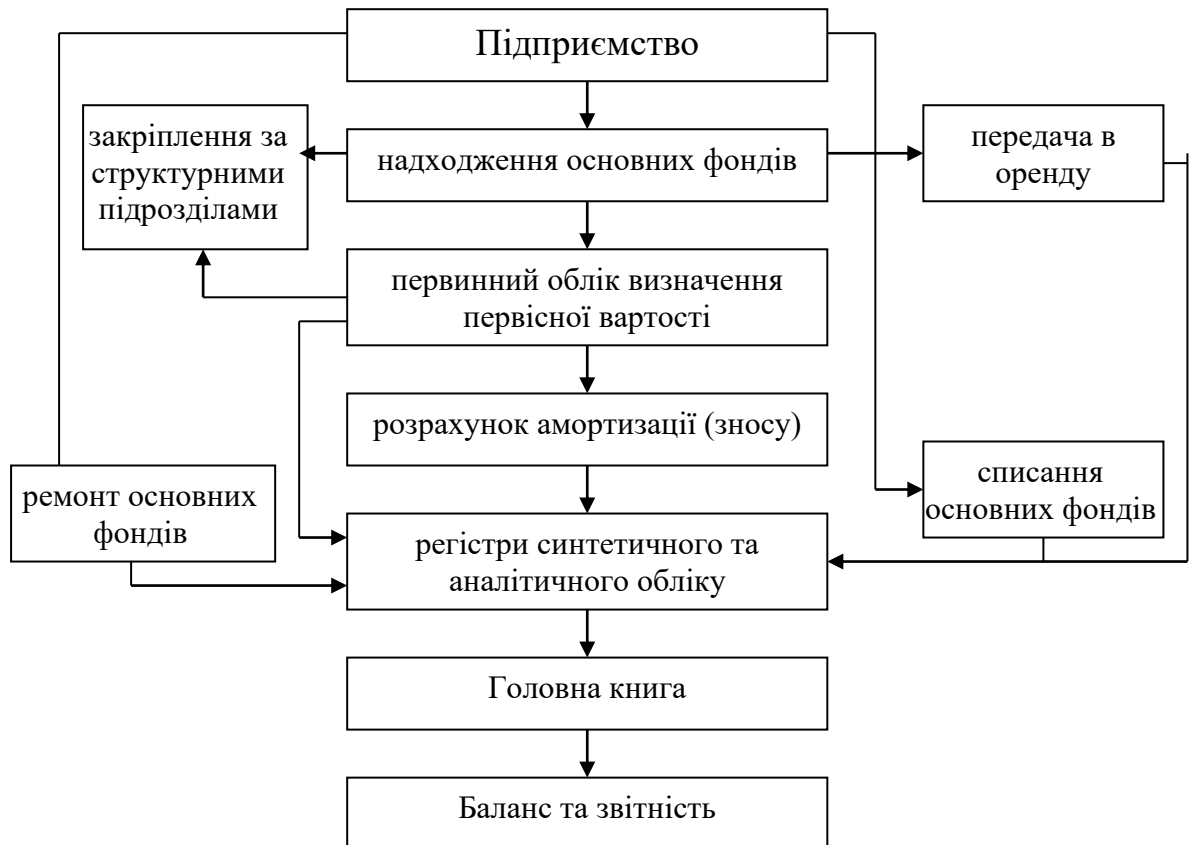 Підприємство
закріплення за
структурними
підрозділами
надходження основних фондів
передача в
оренду
первинний облік визначення
первісної вартості
розрахунок амортизації (зносу)
ремонт основних
фондів
списання
основних фондів
регістри синтетичного та
аналітичного обліку
Головна книга
Баланс та звітність